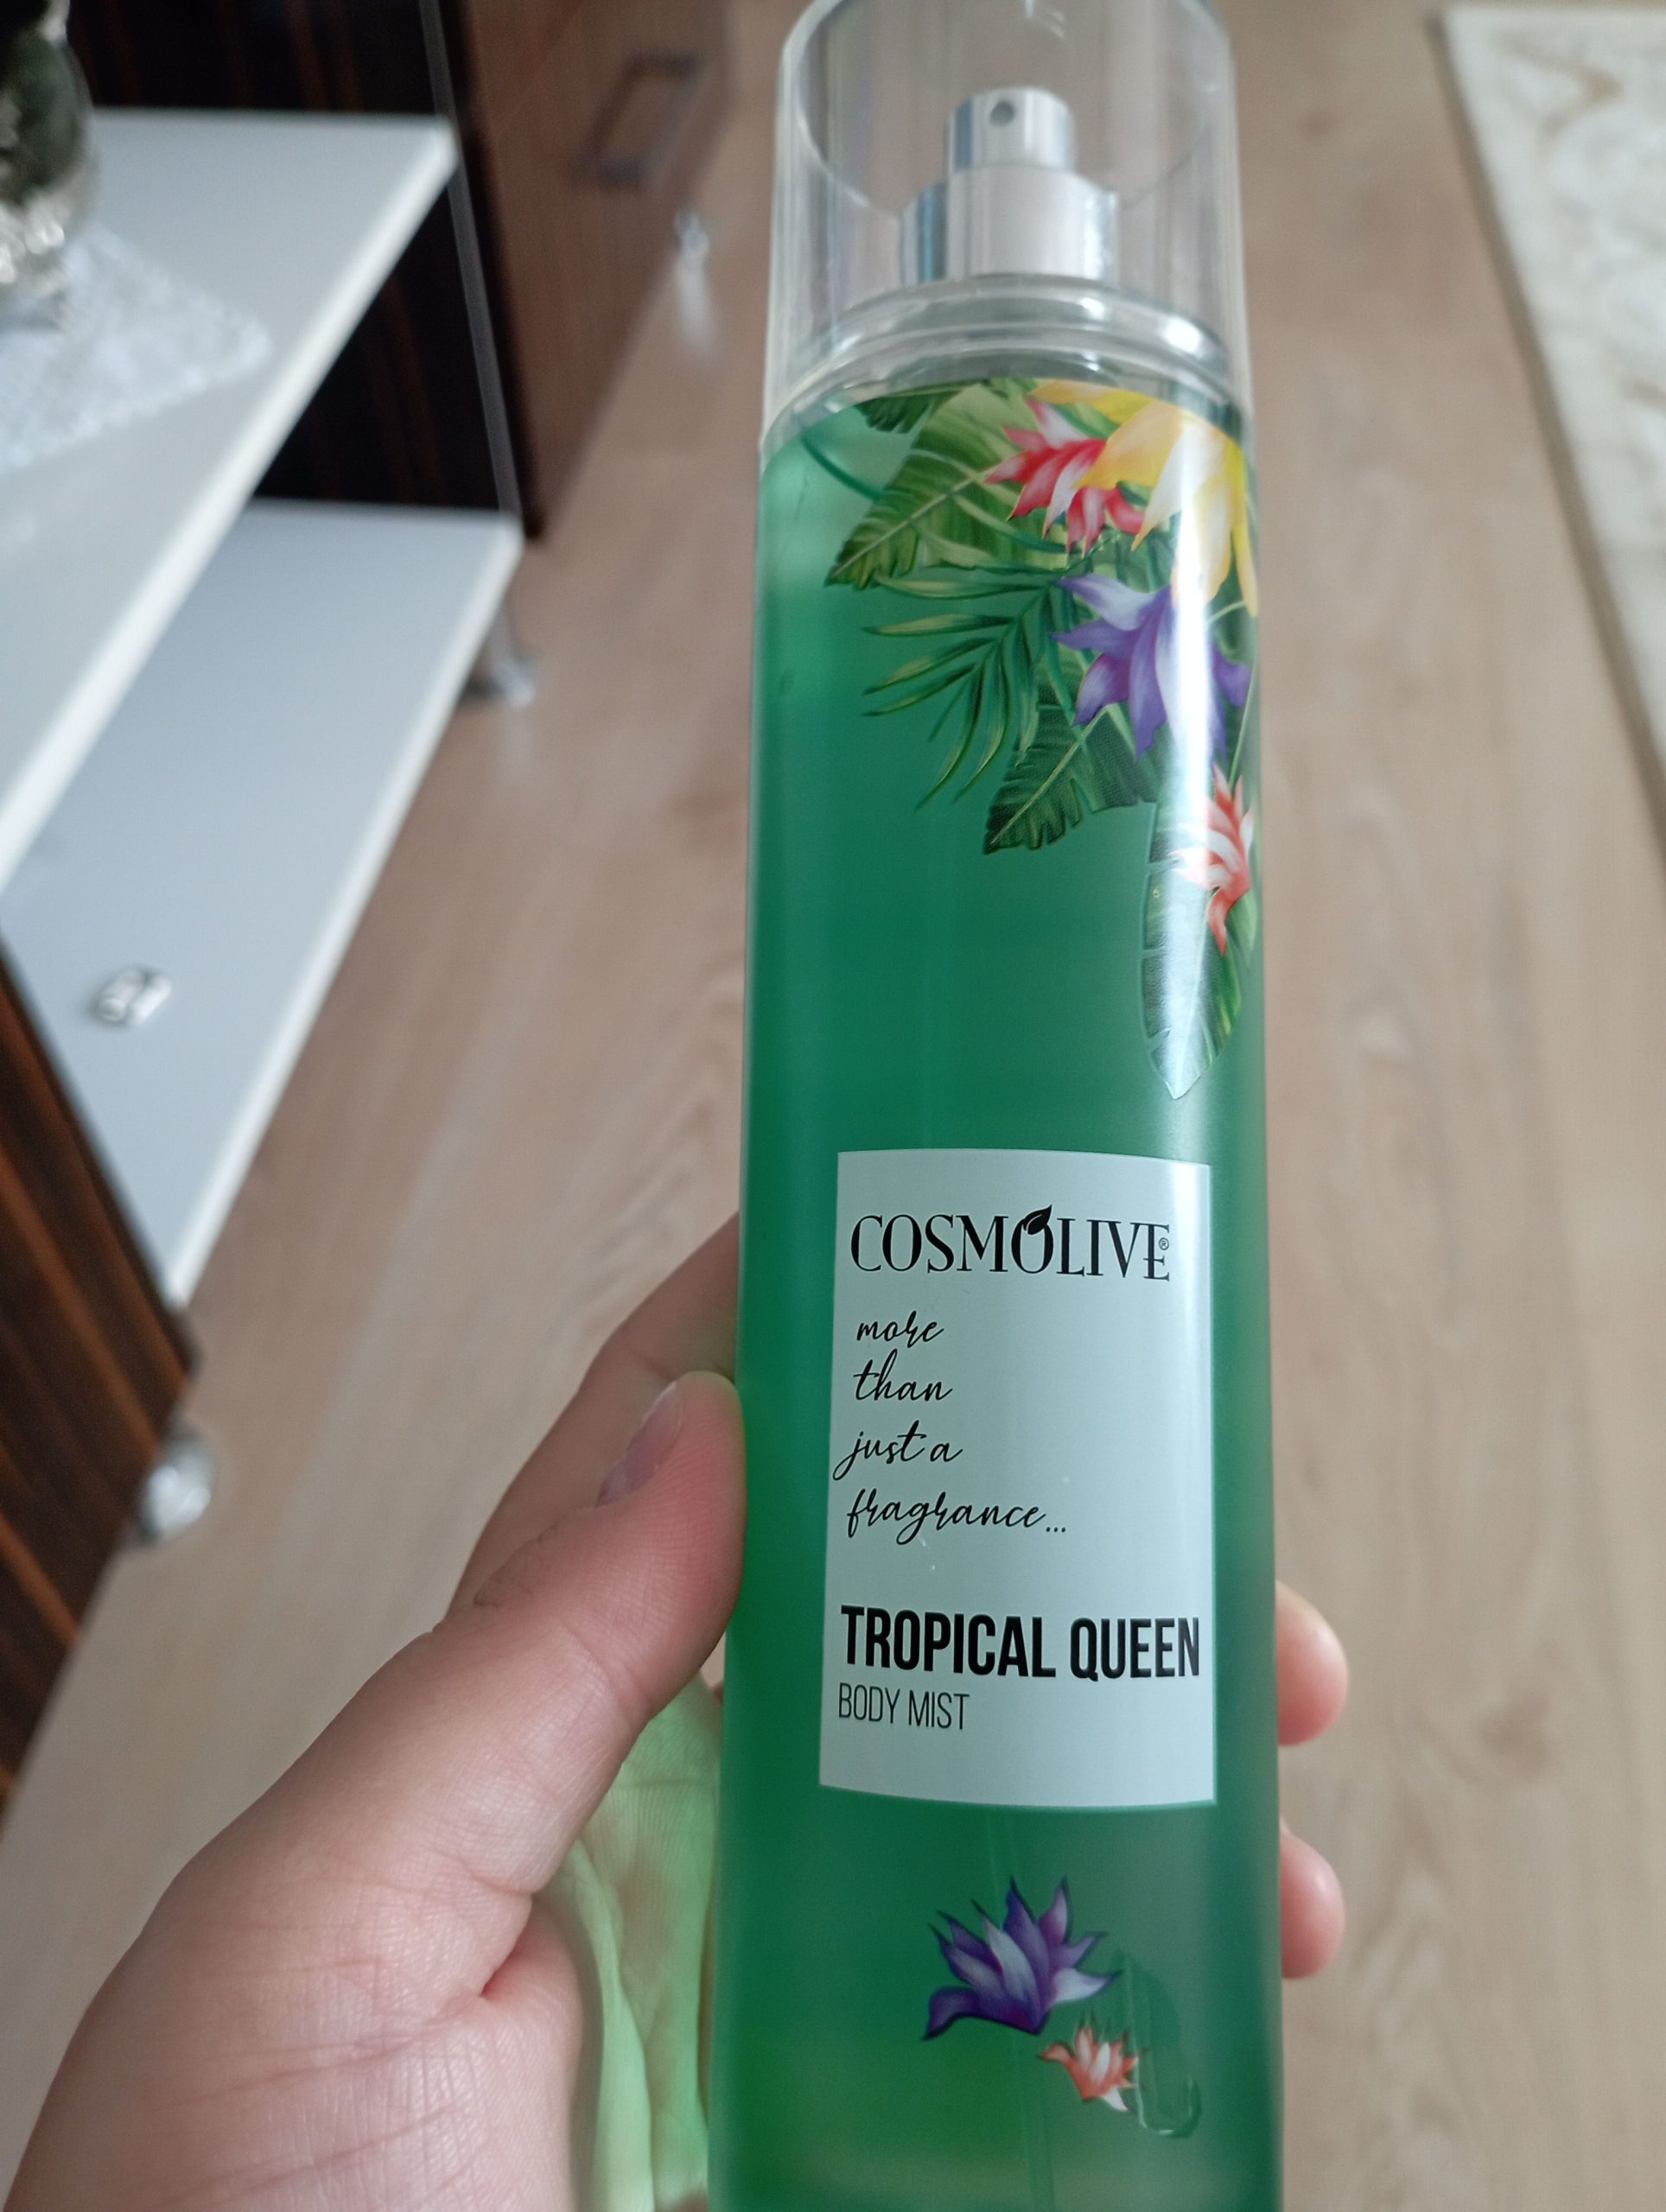 COSMOLIVE®
more
than
just a
fragrance...
TROPICAL QUEEN
BODY MIST